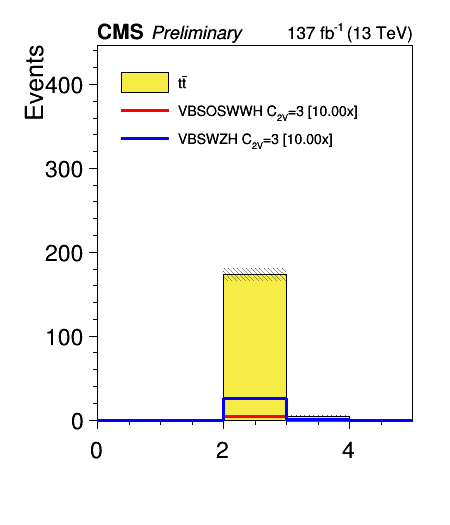 CMS Preliminary 137 fb⁻¹ (13 TeV)
Events
tt̄
VBSOSWWH C₂ᵥ=3 [10.00x]
VBSWZH C₂ᵥ=3 [10.00x]
400
300
200
100
0
0 2 4